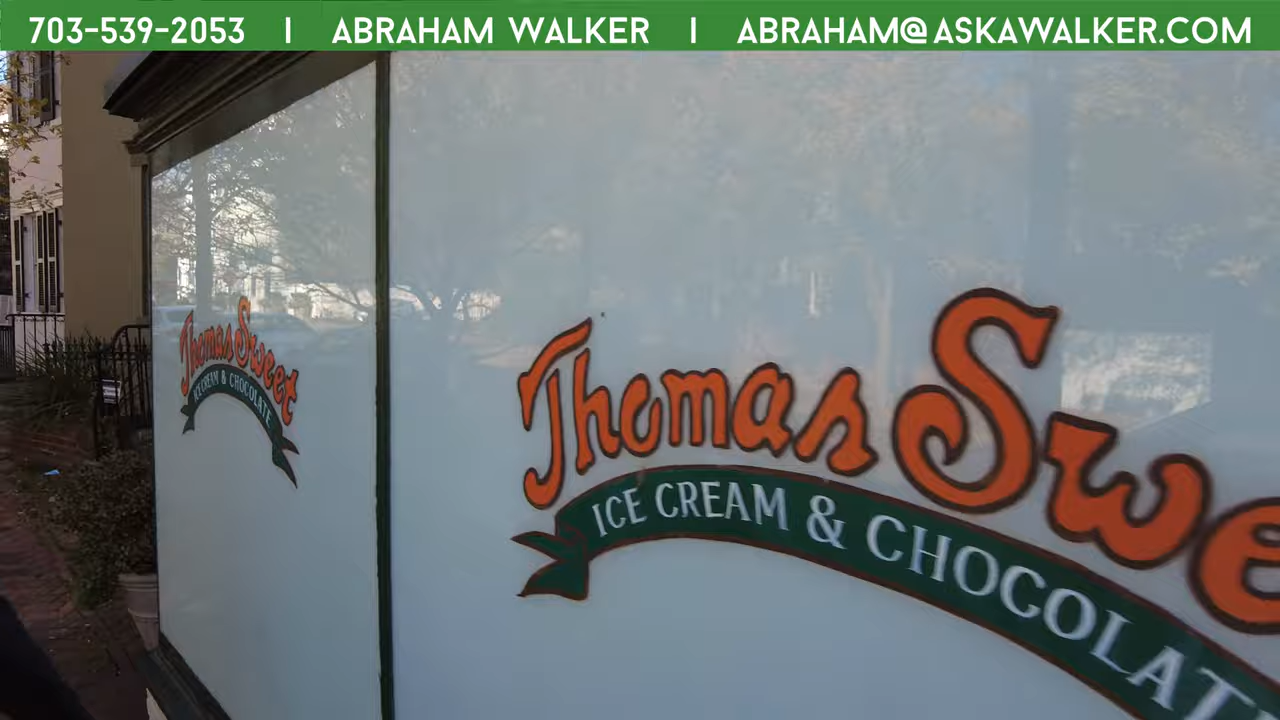 703-539-2053 | ABRAHAM WALKER | ABRAHAM@ASKAWALKER.COM
Thomas Sweet
ICE CREAM & CHOCOLATE
Thomas Swe
ICE CREAM & CHOCOLAT